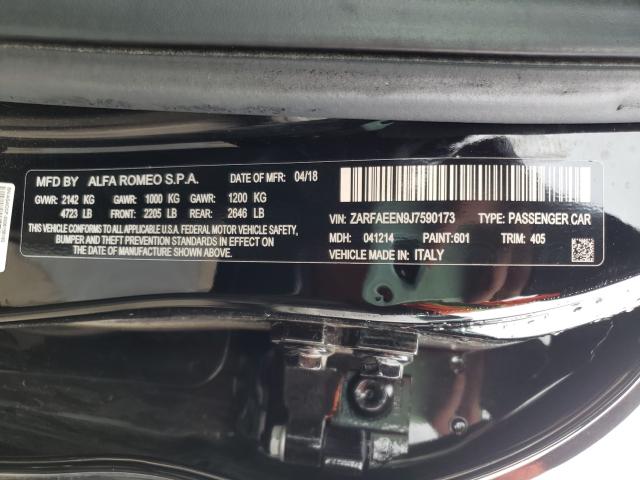 MFD BY ALFA ROMEO S.P.A. DATE OF MFR: 04/18
GVWR: 2142 KG GAWR: 1000 KG GAWR: 1200 KG
4723 LB FRONT: 2205 LB REAR: 2646 LB
THIS VEHICLE CONFORMS TO ALL APPLICABLE U.S.A. FEDERAL MOTOR VEHICLE SAFETY,
BUMPER AND THEFT PREVENTION STANDARDS IN EFFECT ON THE DATE OF MANUFACTURE
SHOWN ABOVE.
VIN: ZARFAEEN9J7590173 TYPE: PASSENGER CAR
MDH: 041214 PAINT:601 TRIM: 405
VEHICLE MADE IN: ITALY